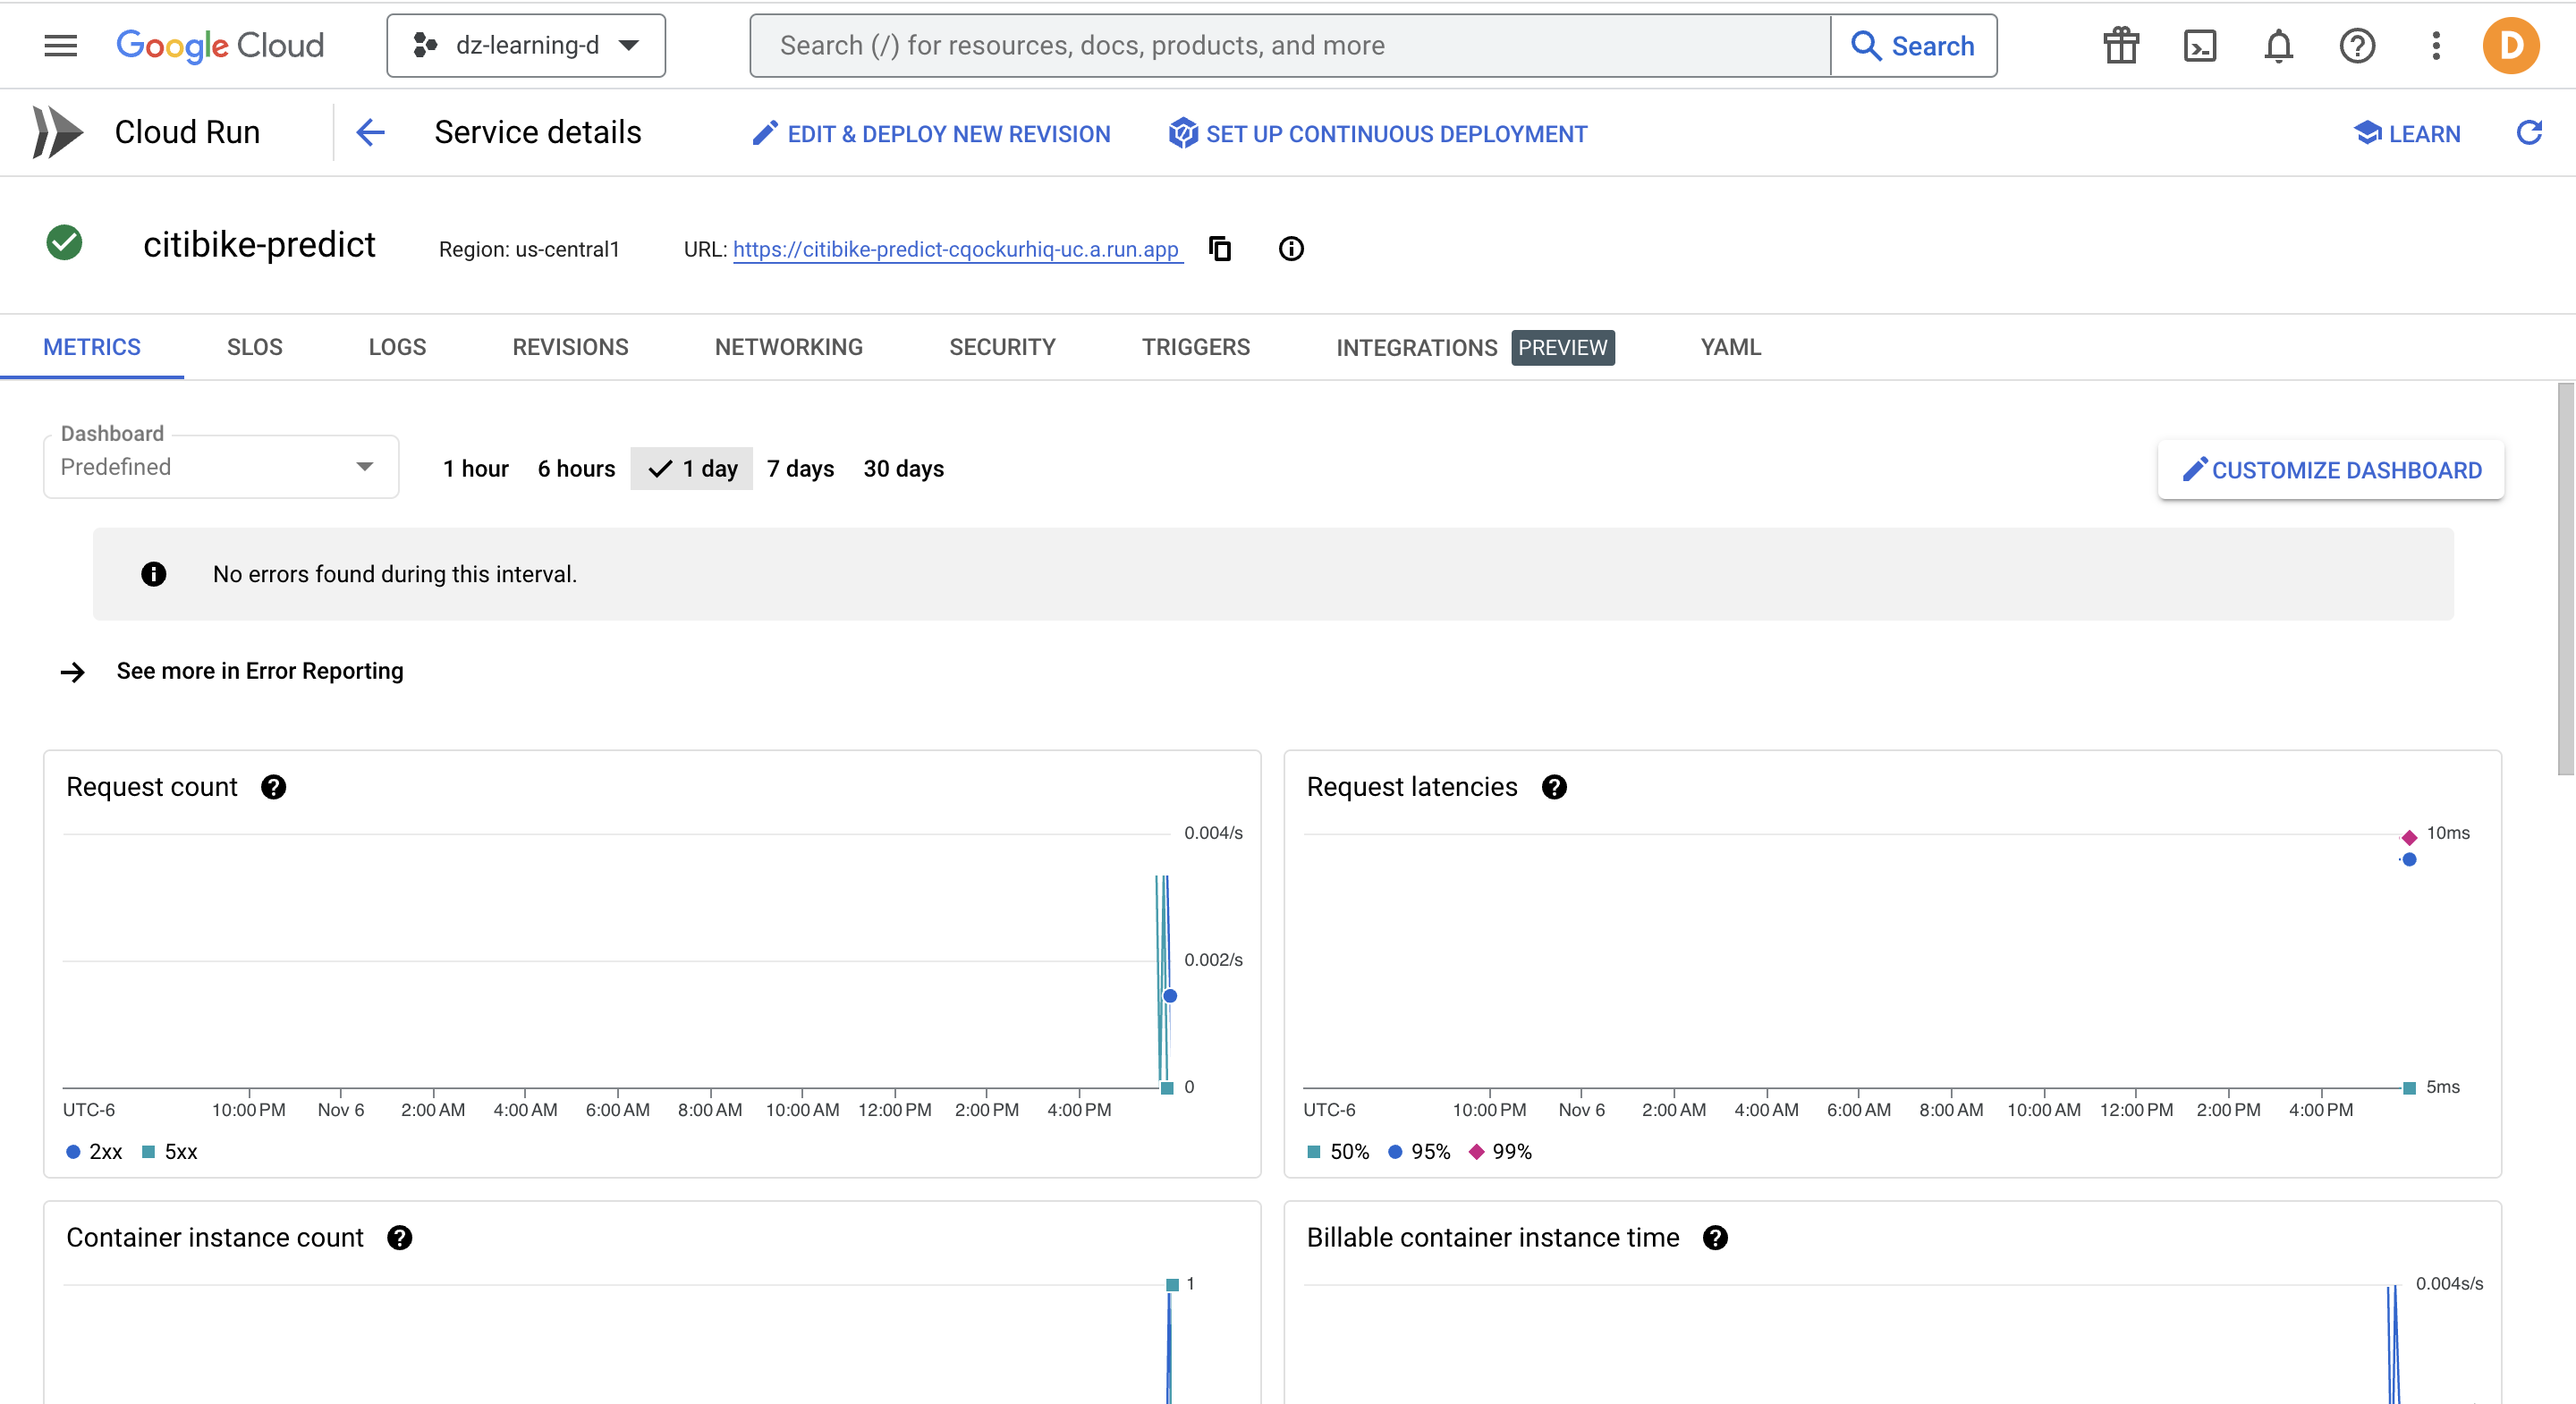 Google Cloud
dz-learning-d
Search (/) for resources, docs, products, and more
Search
D
Cloud Run
Service details
EDIT & DEPLOY NEW REVISION
SET UP CONTINUOUS DEPLOYMENT
LEARN
citibike-predict
Region: us-central1
URL: https://citibike-predict-cqockurhiq-uc.a.run.app
METRICS SLOS LOGS REVISIONS NETWORKING SECURITY TRIGGERS INTEGRATIONS PREVIEW YAML
Dashboard
Predefined
1 hour 6 hours 1 day 7 days 30 days
CUSTOMIZE DASHBOARD
No errors found during this interval.
See more in Error Reporting
Request count
0.004/s
0.002/s
0
UTC-6 10:00 PM Nov 6 2:00 AM 4:00 AM 6:00 AM 8:00 AM 10:00 AM 12:00 PM 2:00 PM 4:00 PM
2xx 5xx
Request latencies
10ms
5ms
UTC-6 10:00 PM Nov 6 2:00 AM 4:00 AM 6:00 AM 8:00 AM 10:00 AM 12:00 PM 2:00 PM 4:00 PM
50% 95% 99%
Container instance count
1
Billable container instance time
0.004s/s